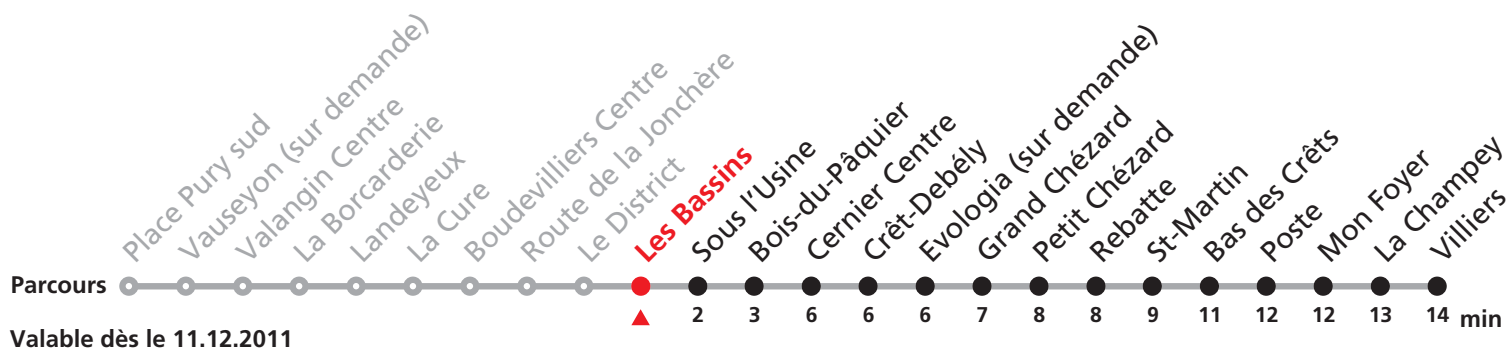 Place Pury sud
Vauseyon (sur demande)
Valangin Centre
La Borcarderie
Landeyeux
La Cure
Boudevilliers Centre
Route de la Jonchère
Le District
Les Bassins
Sous l'Usine
Bois-du-Pâquier
Cernier Centre
Crêt-Debély
Evologia (sur demande)
Grand Chézard
Petit Chézard
Rebatte
St-Martin
Bas des Crêts
Poste
Mon Foyer
La Champey
Villiers
Parcours
2 3 6 6 6 7 8 8 9 11 12 12 13 14 min
Valable dès le 11.12.2011